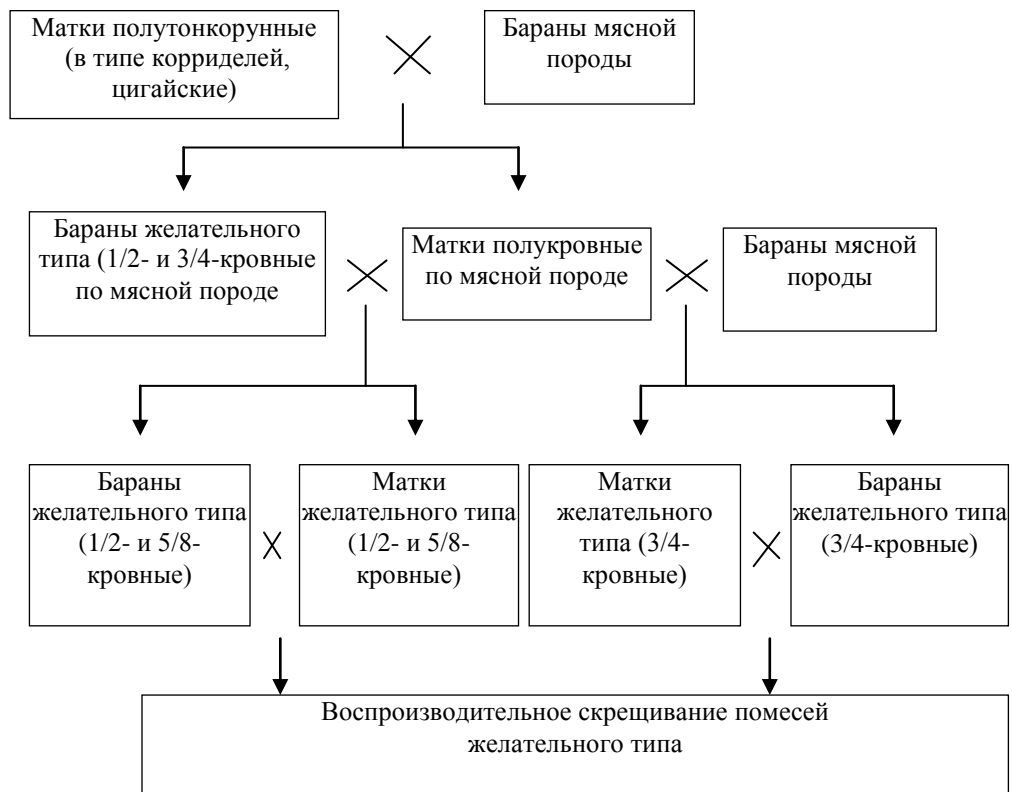 Матки полутонкорунные
(в типе корриделей,
цигайские)
Бараны мясной
породы
Бараны желательного
типа (1/2- и 3/4-кровные
по мясной породе
Матки полукровные
по мясной породе
Бараны мясной
породы
Бараны
желательного типа
(1/2- и 5/8-
кровные)
Матки
желательного типа
(1/2- и 5/8-
кровные)
Матки
желательного
типа (3/4-
кровные)
Бараны
желательного типа
(3/4-кровные)
Воспроизводительное скрещивание помесей
желательного типа